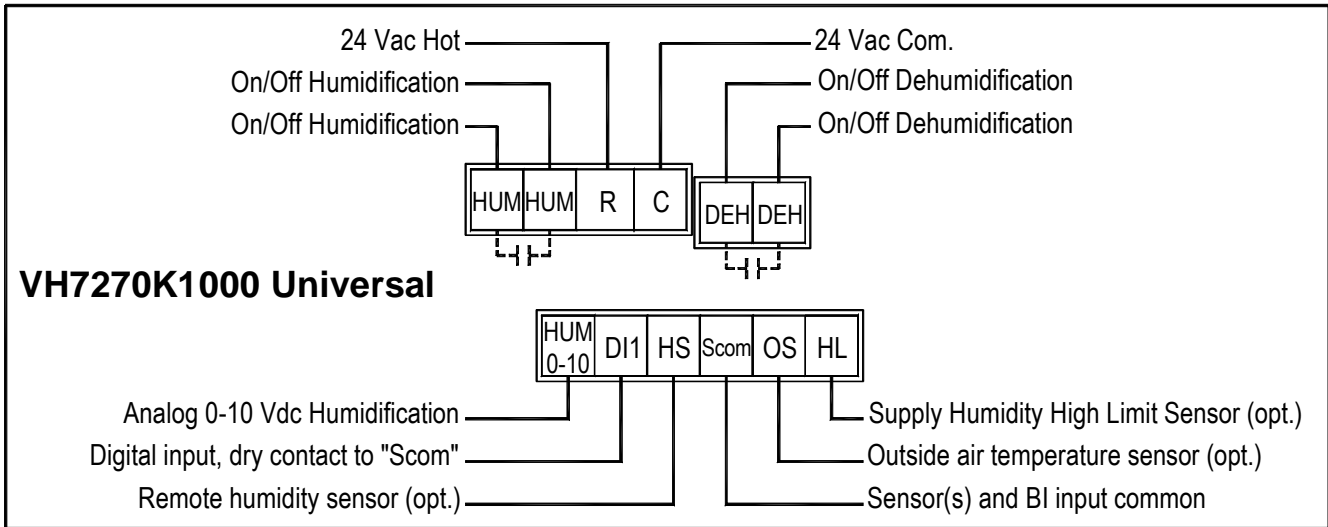 24 Vac Hot
24 Vac Com.
On/Off Humidification
On/Off Dehumidification
On/Off Humidification
On/Off Dehumidification
HUM HUM R C
DEH DEH
VH7270K1000 Universal
HUM 0-10 DI1 HS Scom OS HL
Analog 0-10 Vdc Humidification
Supply Humidity High Limit Sensor (opt.)
Digital input, dry contact to "Scom"
Outside air temperature sensor (opt.)
Remote humidity sensor (opt.)
Sensor(s) and BI input common